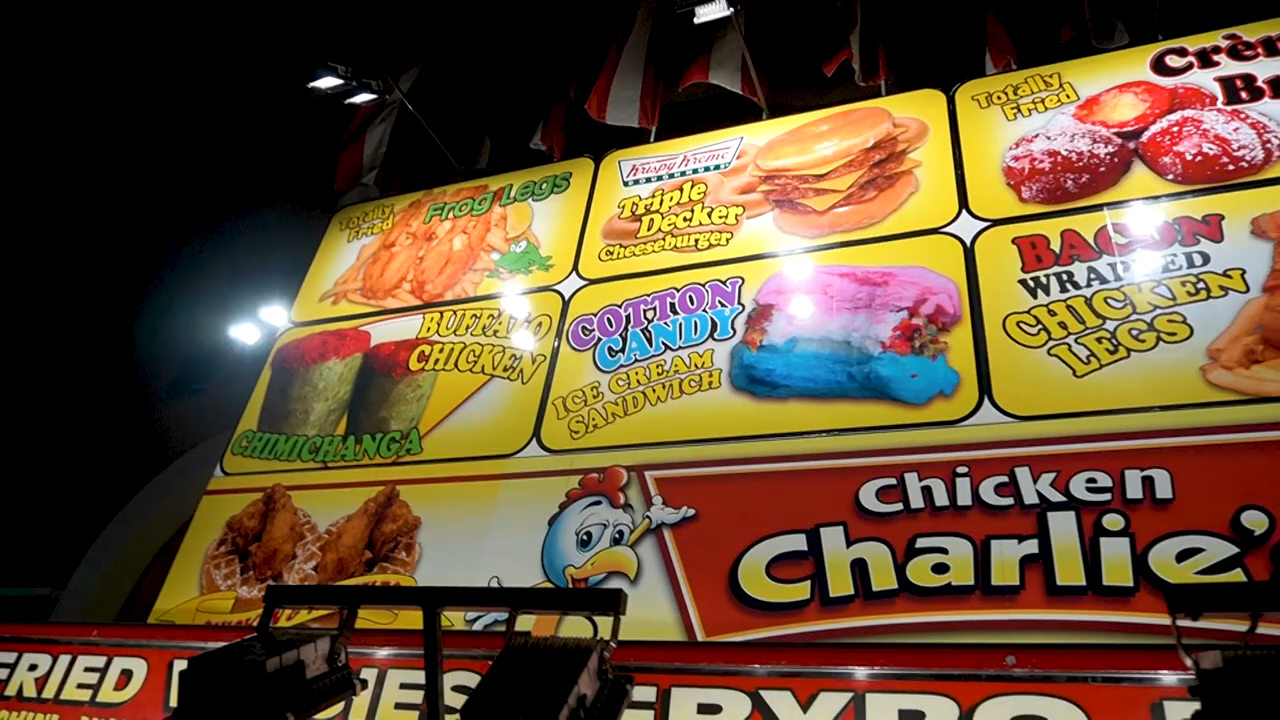 Totally
Fried
Frog Legs
Krispy Kreme
DOUGHNUTS
Triple
Decker
Cheeseburger
Totally
Fried
BUFFALO
CHICKEN
CHIMICHANGA
COTTON
CANDY
ICE CREAM
SANDWICH
BACON
WRAPPED
CHICKEN
LEGS
Chicken
Charlie's
FRIED